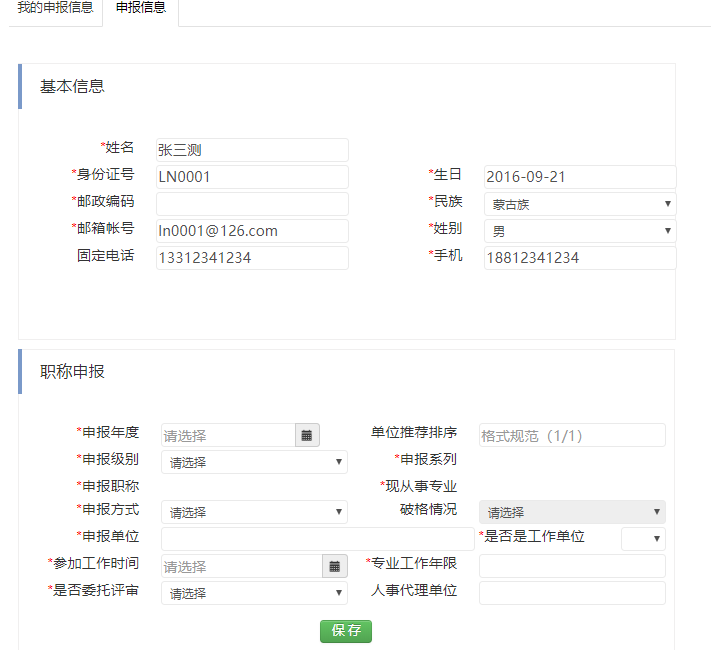 我的申报信息 申报信息
基本信息
*姓名 张三测
*身份证号 LN0001 *生日 2016-09-21
*邮政编码 *民族 蒙古族
*邮箱帐号 ln0001@126.com *姓别 男
固定电话 13312341234 *手机 18812341234
职称申报
*申报年度 请选择 单位推荐排序 格式规范（1/1）
*申报级别 请选择 *申报系列
*申报职称 *现从事专业
*申报方式 请选择 破格情况 请选择
*申报单位 *是否是工作单位
*参加工作时间 请选择 *专业工作年限
*是否委托评审 请选择 人事代理单位
保存